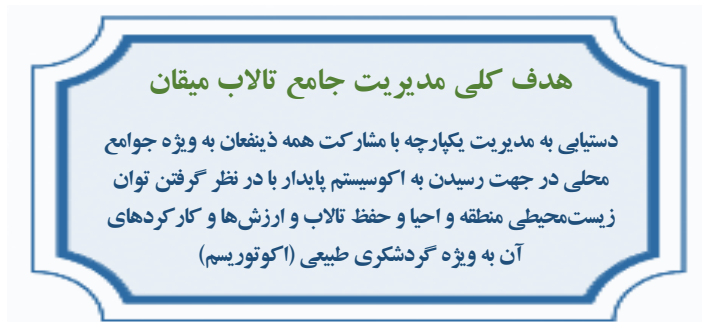 هدف کلی مدیریت جامع تالاب میقان
دستیابی به مدیریت یکپارچه با مشارکت همه ذینفعان به ویژه جوامع
محلی در جهت رسیدن به اکوسیستم پایدار با در نظر گرفتن توان
زیست‌محیطی منطقه و احیا و حفظ تالاب و ارزش‌ها و کارکردهای
آن به ویژه گردشگری طبیعی (اکوتوریسم)